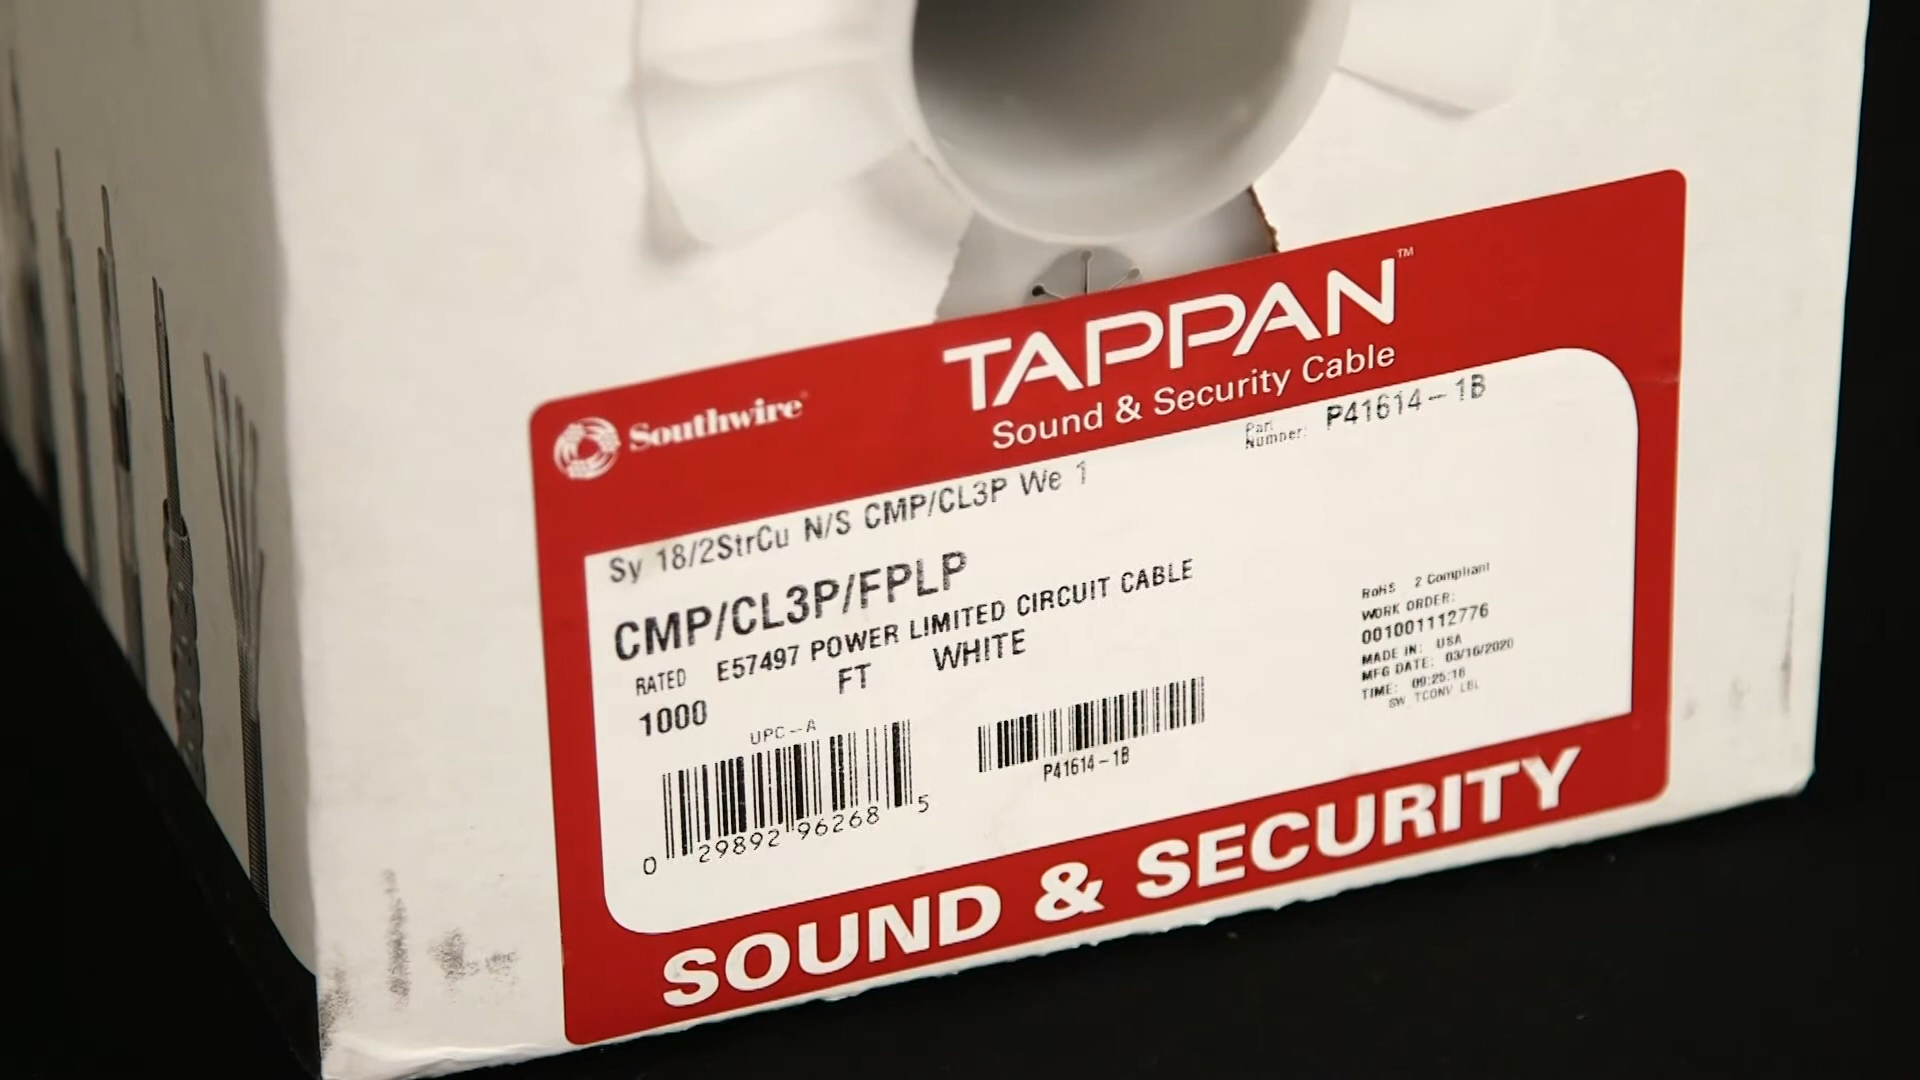 Southwire
TAPPAN™
Sound & Security Cable
Part Number: P41614-1B
Sy 18/2StrCu N/S CMP/CL3P We 1
CMP/CL3P/FPLP
RATED E57497 POWER LIMITED CIRCUIT CABLE
1000 FT WHITE
RoHS 2 Compliant
WORK ORDER:
001001112776
MADE IN: USA
MFG DATE: 03/16/2020
TIME: 09:25:16
SW TCONV LBL
UPC-A
0 29892 96268 5
P41614-1B
SOUND & SECURITY